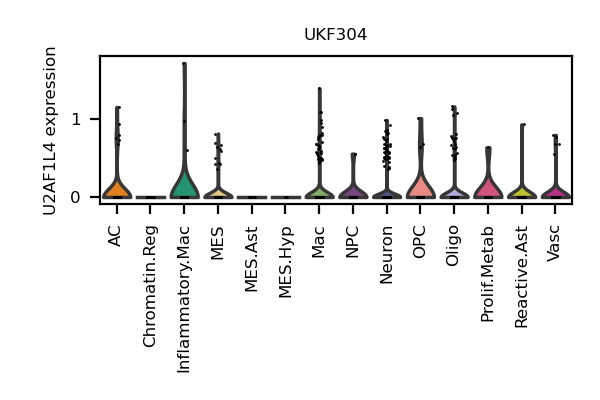 UKF304
U2AF1L4 expression
1
0
AC
Chromatin.Reg
Inflammatory.Mac
MES
MES.Ast
MES.Hyp
Mac
NPC
Neuron
OPC
Oligo
Prolif.Metab
Reactive.Ast
Vasc